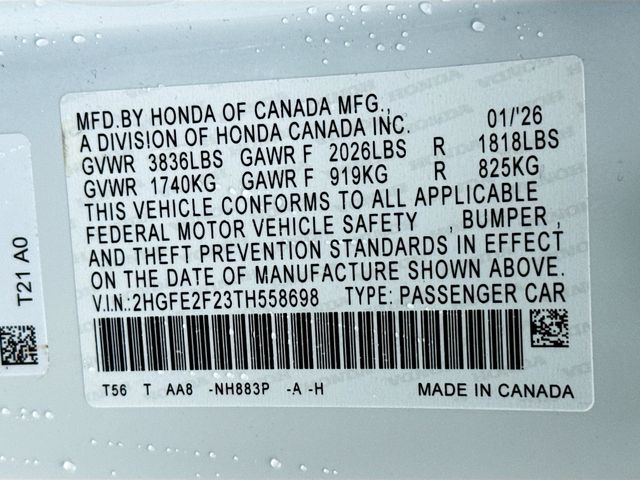 MFD.BY HONDA OF CANADA MFG., 01/'26
A DIVISION OF HONDA CANADA INC.
GVWR 3836LBS GAWR F 2026LBS R 1818LBS
GVWR 1740KG GAWR F 919KG R 825KG
THIS VEHICLE CONFORMS TO ALL APPLICABLE
FEDERAL MOTOR VEHICLE SAFETY , BUMPER ,
AND THEFT PREVENTION STANDARDS IN EFFECT
ON THE DATE OF MANUFACTURE SHOWN ABOVE.
V.I.N.:2HGFE2F23TH558698 TYPE: PASSENGER CAR
T56 T AA8 -NH883P -A -H MADE IN CANADA
T21 A0